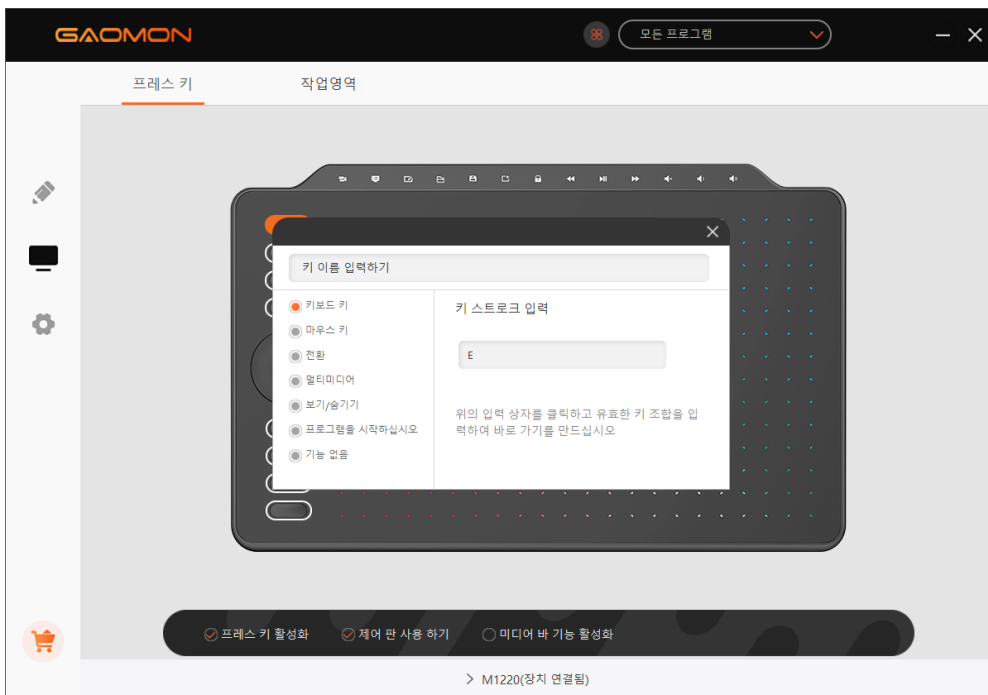 GAOMON
모든 프로그램
프레스 키
작업영역
키 이름 입력하기
키보드 키
마우스 키
전환
멀티미디어
보기/숨기기
프로그램을 시작하십시오
기능 없음
키 스트로크 입력
E
위의 입력 상자를 클릭하고 유효한 키 조합을 입
력하여 바로 가기를 만드십시오
프레스 키 활성화
제어 판 사용 하기
미디어 바 기능 활성화
M1220(장치 연결됨)